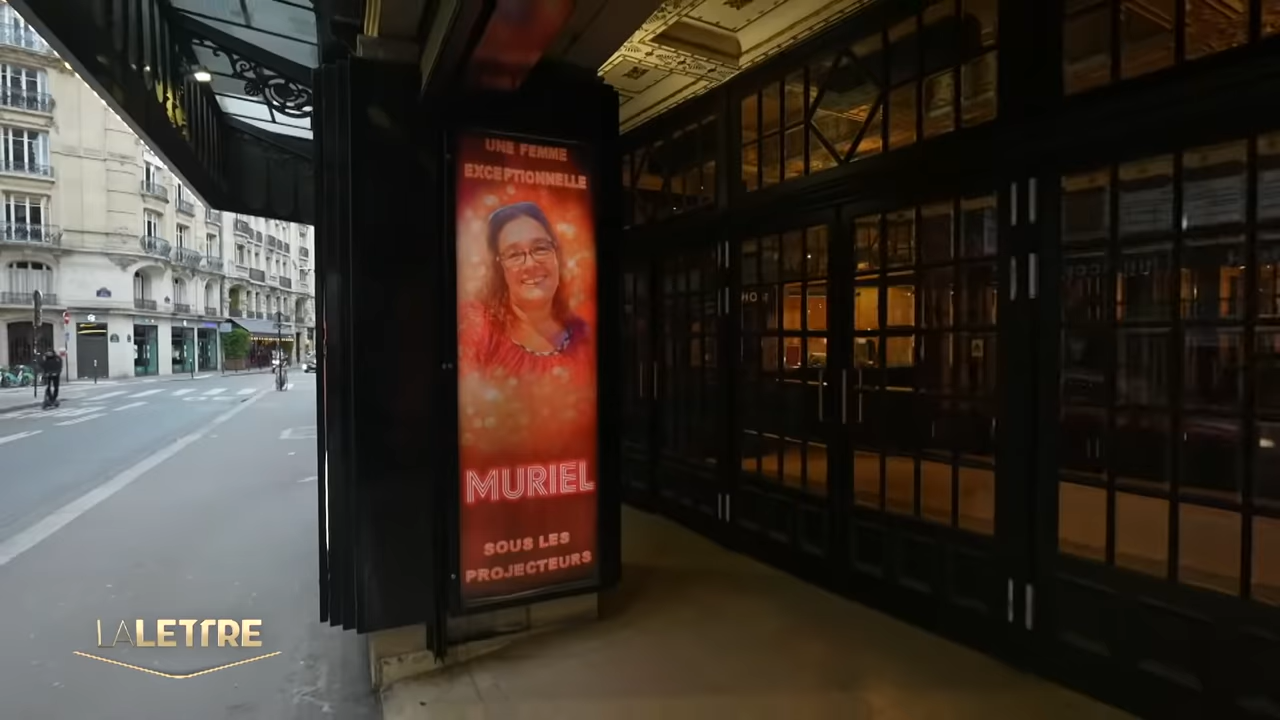 UNE FEMME
EXCEPTIONNELLE
MURIEL
SOUS LES
PROJECTEURS
LALETTRE